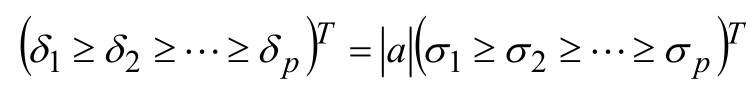 (δ₁ ≥ δ₂ ≥ ⋯ ≥ δₚ)ᵀ = |a|(σ₁ ≥ σ₂ ≥ ⋯ ≥ σₚ)ᵀ